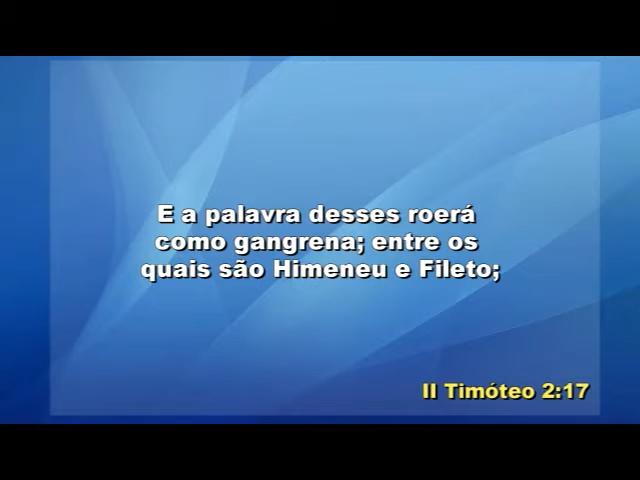 E a palavra desses roerá
como gangrena; entre os
quais são Himeneu e Fileto;
II Timóteo 2:17